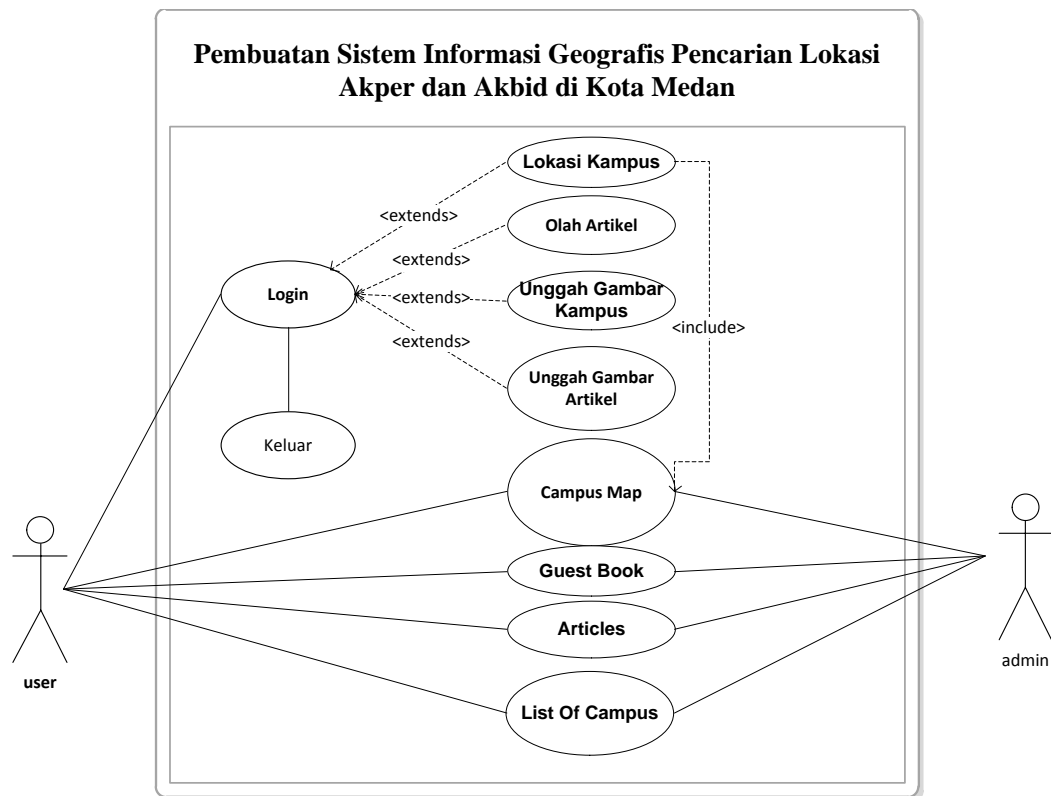 Pembuatan Sistem Informasi Geografis Pencarian Lokasi
Akper dan Akbid di Kota Medan
Lokasi Kampus
<extends>
Olah Artikel
<extends>
Login
Unggah Gambar
Kampus
<extends>
<include>
<extends>
Unggah Gambar
Artikel
Keluar
Campus Map
Guest Book
Articles
List Of Campus
user
admin